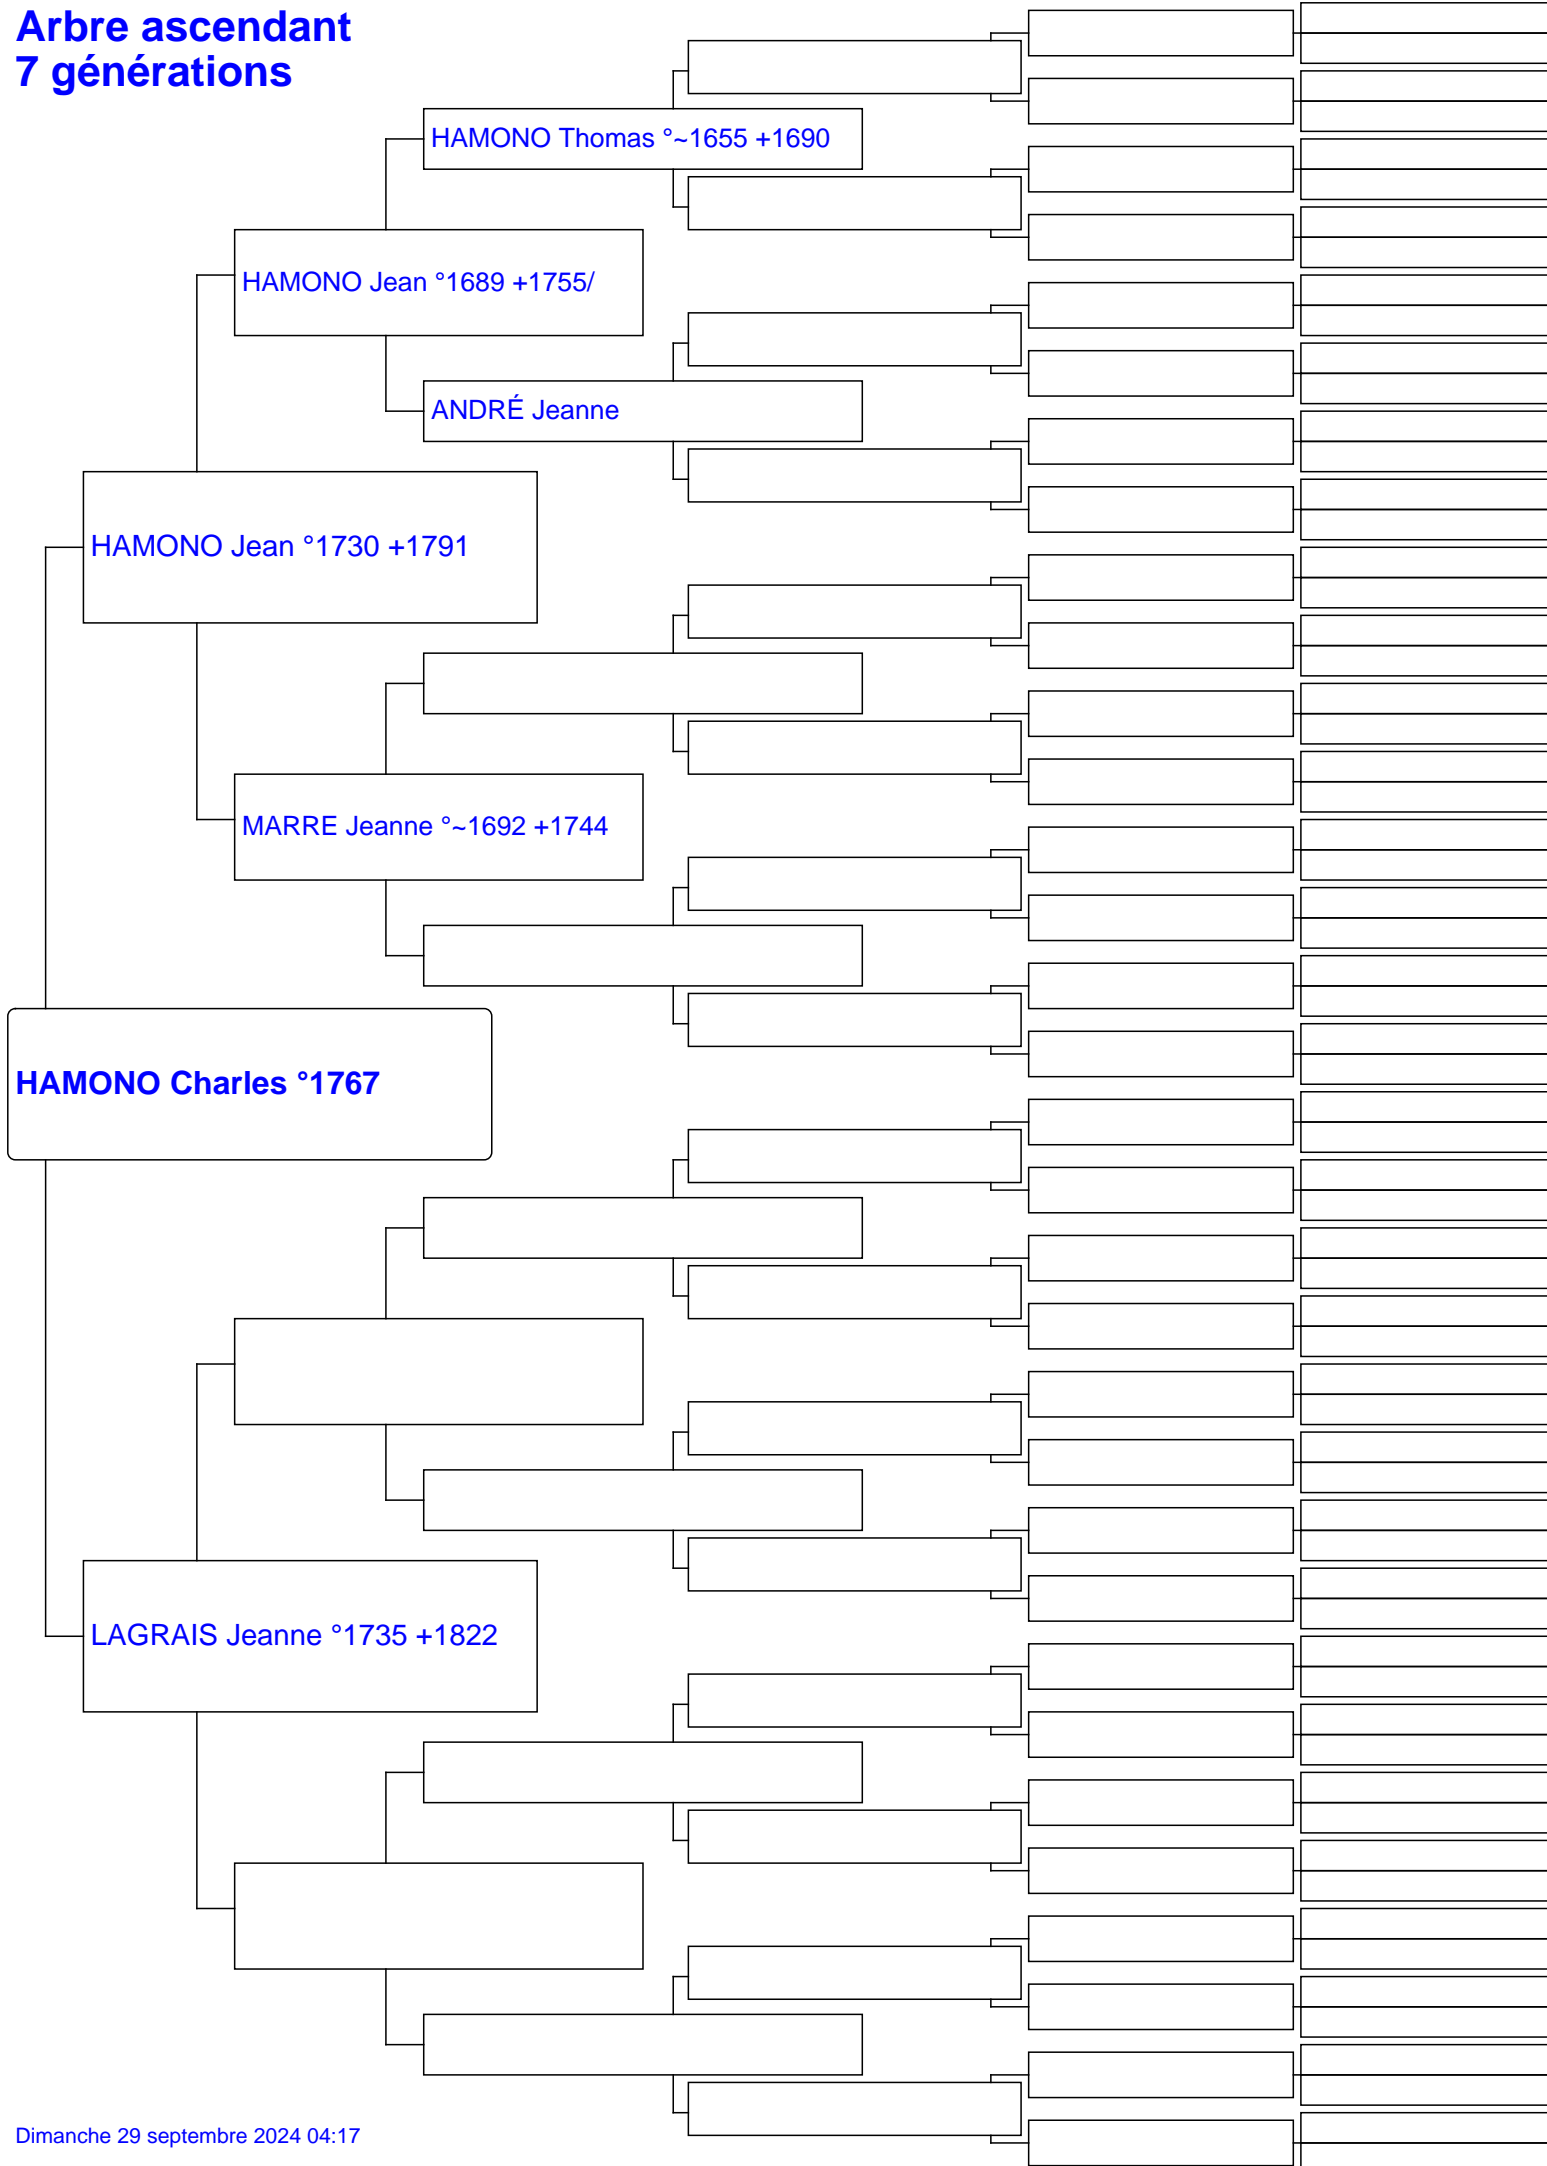 Arbre ascendant
7 générations
HAMONO Thomas °~1655 +1690
HAMONO Jean °1689 +1755/
ANDRÉ Jeanne
HAMONO Jean °1730 +1791
MARRE Jeanne °~1692 +1744
HAMONO Charles °1767
LAGRAIS Jeanne °1735 +1822
Dimanche 29 septembre 2024 04:17